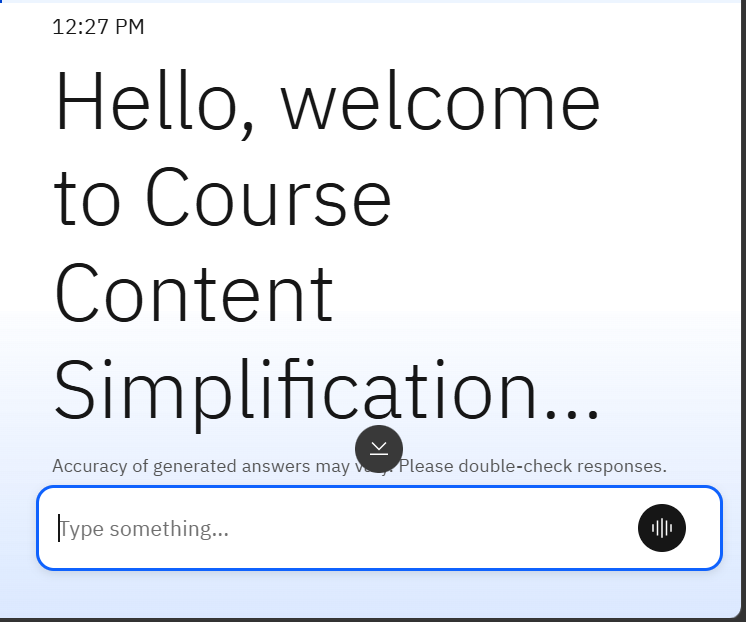 12:27 PM
Hello, welcome
to Course
Content
Simplification...
Accuracy of generated answers may vary. Please double-check responses.
Type something...